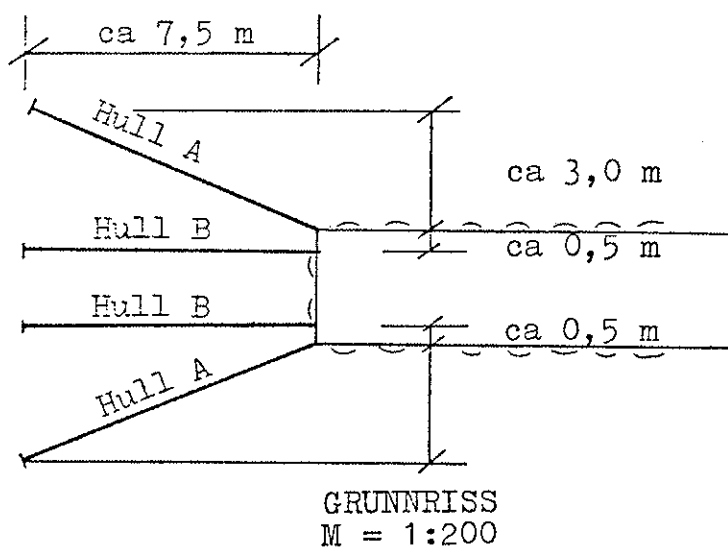 ca 7,5 m
Hull A
ca 3,0 m
Hull B
ca 0,5 m
Hull B
ca 0,5 m
Hull A
GRUNNRISS
M = 1:200